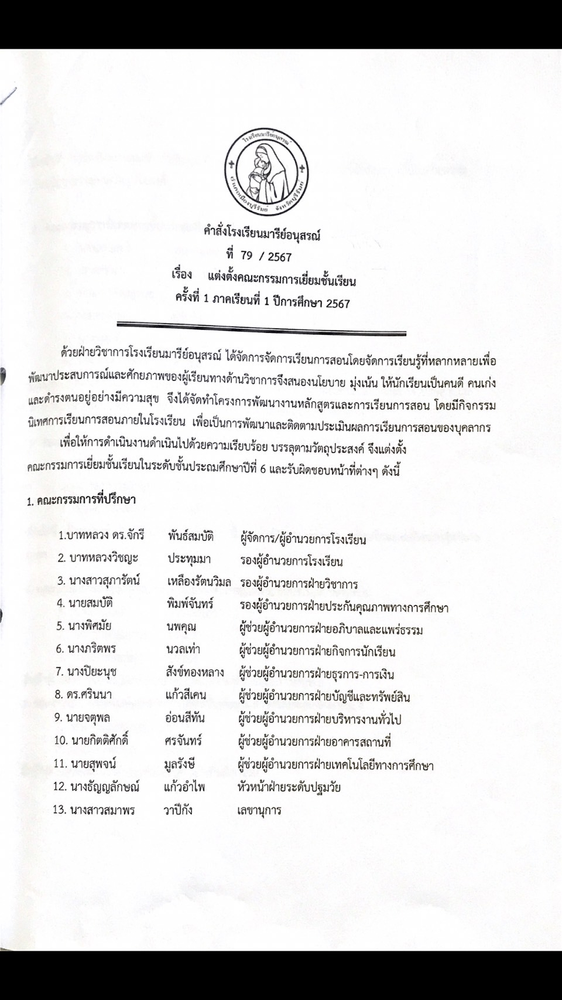 โรงเรียนมารีย์อนุสรณ์
อำเภอเมืองบุรีรัมย์ จังหวัดบุรีรัมย์
คำสั่งโรงเรียนมารีย์อนุสรณ์
ที่ 79 / 2567
เรื่อง แต่งตั้งคณะกรรมการเยี่ยมชั้นเรียน
ครั้งที่ 1 ภาคเรียนที่ 1 ปีการศึกษา 2567
ด้วยฝ่ายวิชาการโรงเรียนมารีย์อนุสรณ์ ได้จัดการจัดการเรียนการสอนโดยจัดการเรียนรู้ที่หลากหลายเพื่อ
พัฒนาประสบการณ์และศักยภาพของผู้เรียนทางด้านวิชาการจึงสนองนโยบาย มุ่งเน้น ให้นักเรียนเป็นคนดี คนเก่ง
และดำรงตนอยู่อย่างมีความสุข จึงได้จัดทำโครงการพัฒนางานหลักสูตรและการเรียนการสอน โดยมีกิจกรรม
นิเทศการเรียนการสอนภายในโรงเรียน เพื่อเป็นการพัฒนาและติดตามประเมินผลการเรียนการสอนของบุคลากร
เพื่อให้การดำเนินงานดำเนินไปด้วยความเรียบร้อย บรรลุตามวัตถุประสงค์ จึงแต่งตั้ง
คณะกรรมการเยี่ยมชั้นเรียนในระดับชั้นประถมศึกษาปีที่ 6 และรับผิดชอบหน้าที่ต่างๆ ดังนี้
1. คณะกรรมการที่ปรึกษา
1.บาทหลวง ดร.จักรี พันธ์สมบัติ ผู้จัดการ/ผู้อำนวยการโรงเรียน
2. บาทหลวงวิชญะ ประทุมมา รองผู้อำนวยการโรงเรียน
3. นางสาวสุภารัตน์ เหลืองรัตนวิมล รองผู้อำนวยการฝ่ายวิชาการ
4. นายสมบัติ พิมพ์จันทร์ รองผู้อำนวยการฝ่ายประกันคุณภาพทางการศึกษา
5. นางพิศมัย นพคุณ ผู้ช่วยผู้อำนวยการฝ่ายอภิบาลและแพร่ธรรม
6. นางภริตพร นวลเท่า ผู้ช่วยผู้อำนวยการฝ่ายกิจการนักเรียน
7. นางปิยะนุช สังข์ทองหลาง ผู้ช่วยผู้อำนวยการฝ่ายธุรการ-การเงิน
8. ดร.ศรินนา แก้วสีเคน ผู้ช่วยผู้อำนวยการฝ่ายบัญชีและทรัพย์สิน
9. นายจตุพล อ่อนสีทัน ผู้ช่วยผู้อำนวยการฝ่ายบริหารงานทั่วไป
10. นายกิตติศักดิ์ ศรจันทร์ ผู้ช่วยผู้อำนวยการฝ่ายอาคารสถานที่
11. นายสุพจน์ มูลรังษี ผู้ช่วยผู้อำนวยการฝ่ายเทคโนโลยีทางการศึกษา
12. นางธัญญลักษณ์ แก้วอำไพ หัวหน้าฝ่ายระดับปฐมวัย
13. นางสาวสมาพร วาปีกัง เลขานุการ